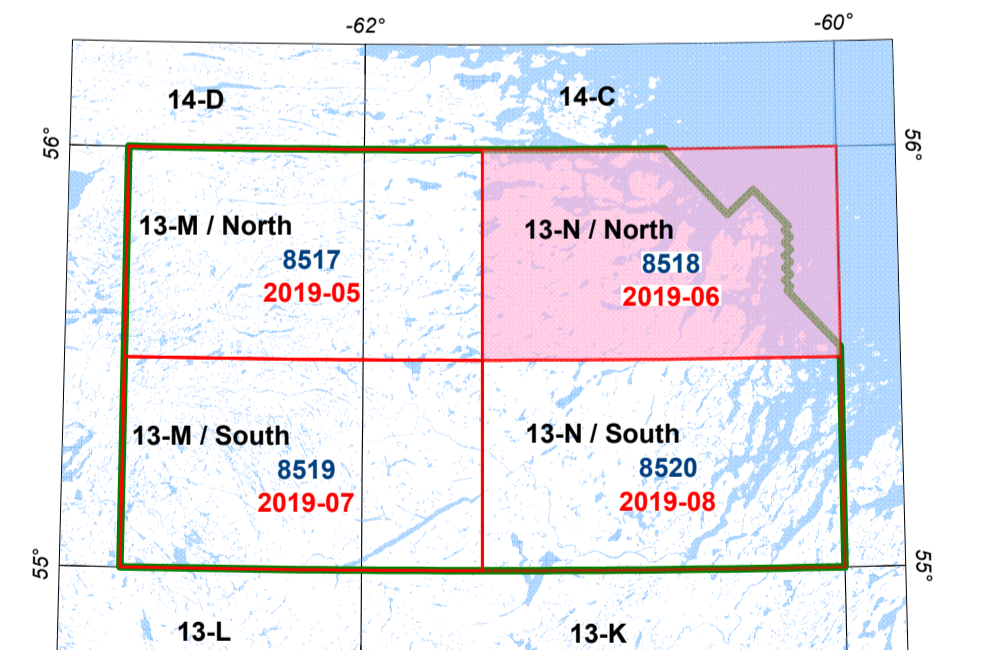 -62°
-60°
14-D
14-C
56°
56°
13-M / North
8517
2019-05
13-N / North
8518
2019-06
13-M / South
8519
2019-07
13-N / South
8520
2019-08
55°
55°
13-L
13-K